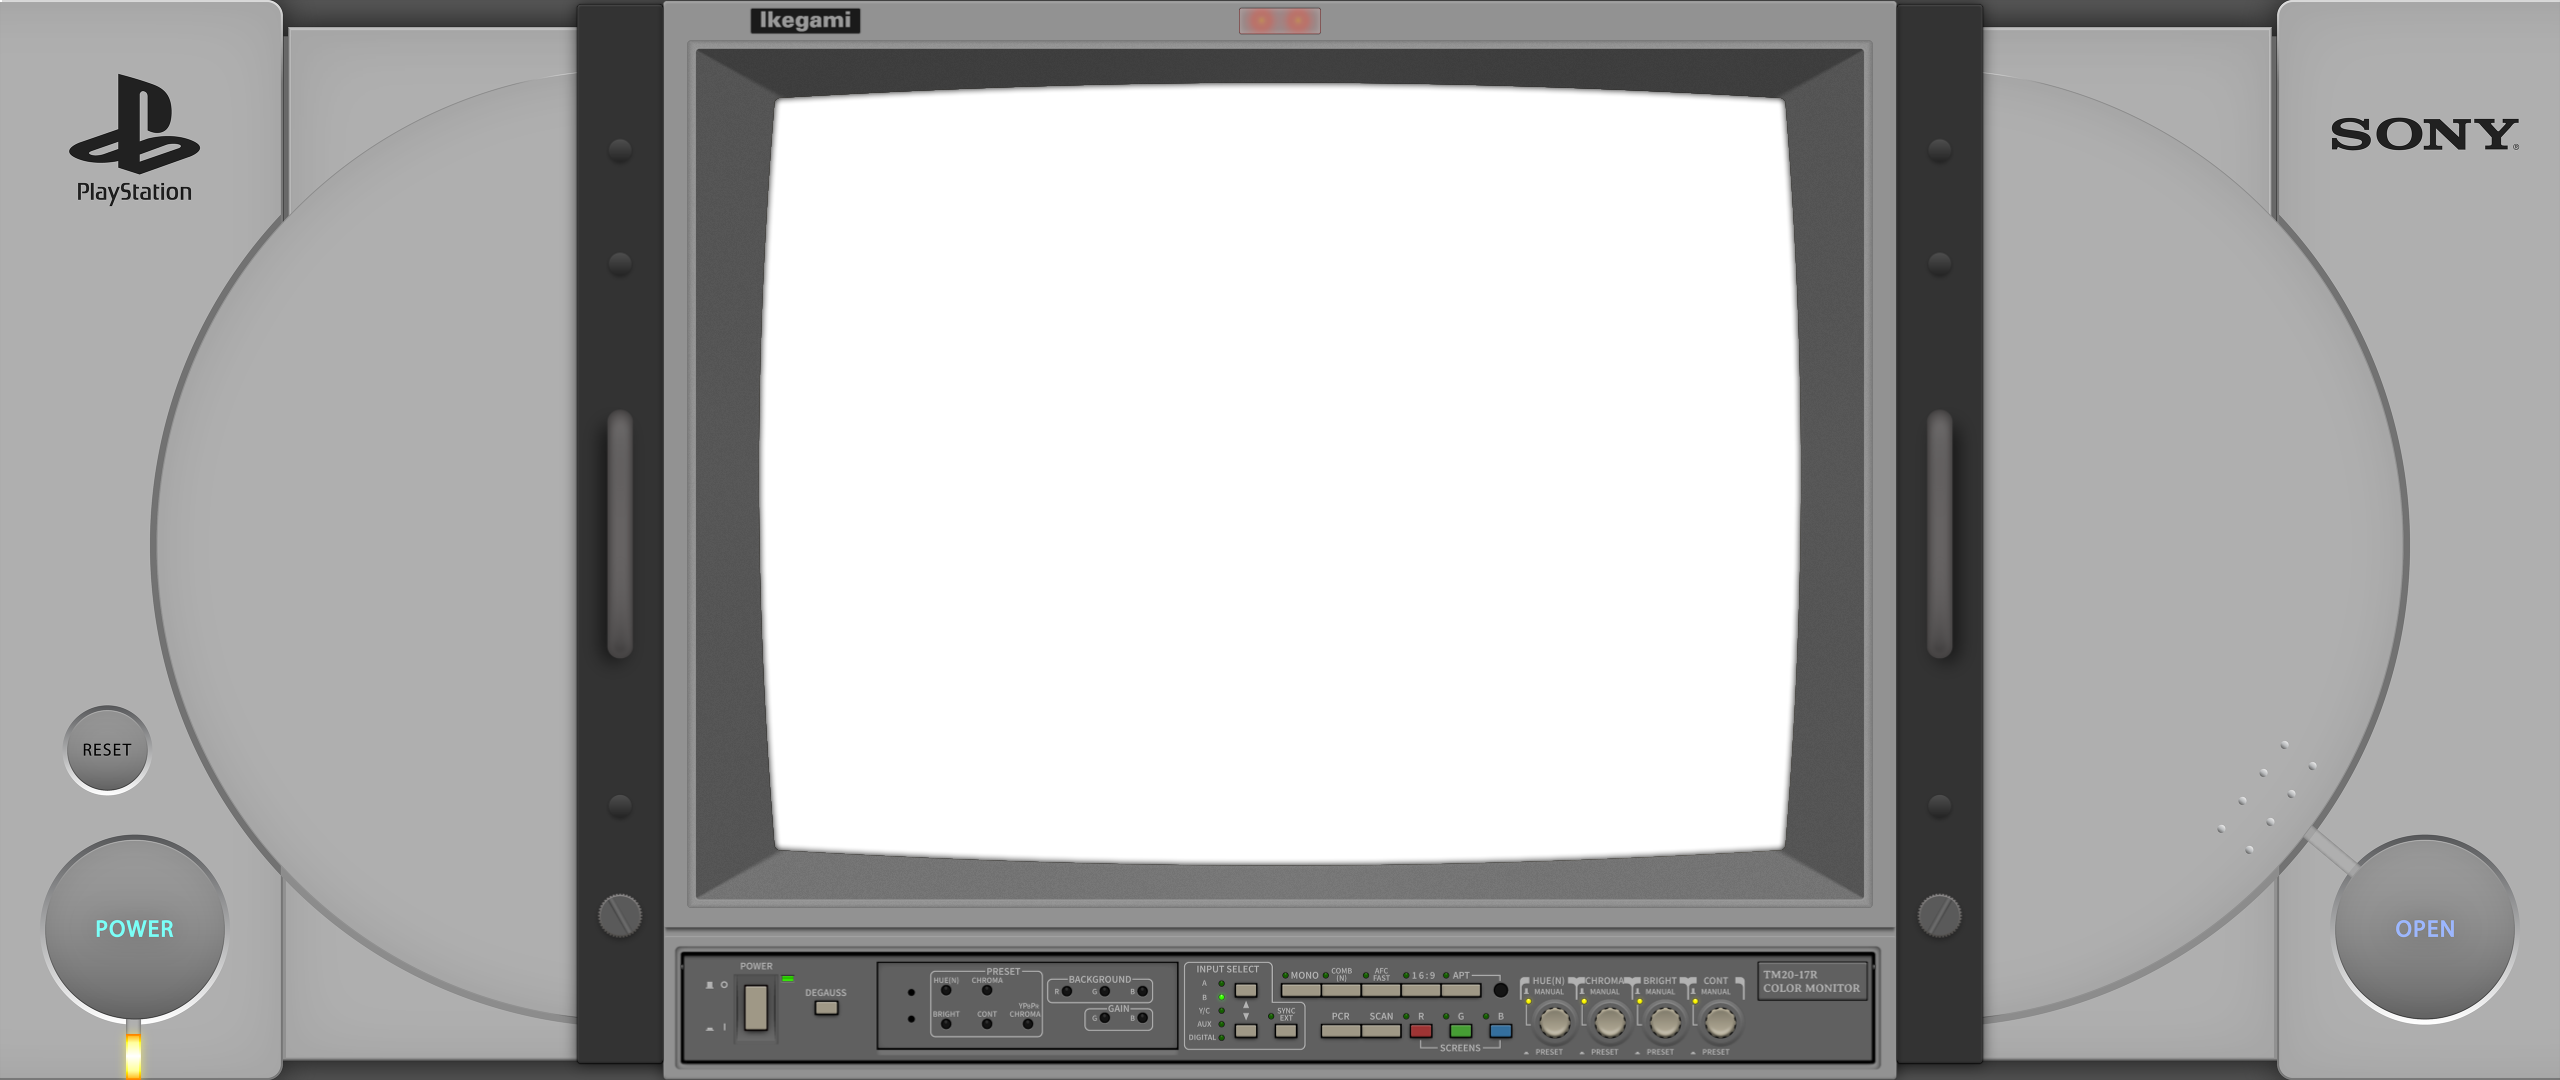 Ikegami
PlayStation
SONY
RESET
POWER
OPEN
POWER
DEGAUSS
PRESET
HUE(N) CHROMA
BRIGHT CONT YPBPR CHROMA
BACKGROUND
R G B
GAIN
G B
INPUT SELECT
A
B
Y/C
AUX
DIGITAL
SYNC EXT
MONO COMB (N) AFC FAST 16:9 APT
PCR SCAN R G B
SCREENS
HUE(N) CHROMA BRIGHT CONT
MANUAL MANUAL MANUAL MANUAL
PRESET PRESET PRESET PRESET
TM20-17R
COLOR MONITOR